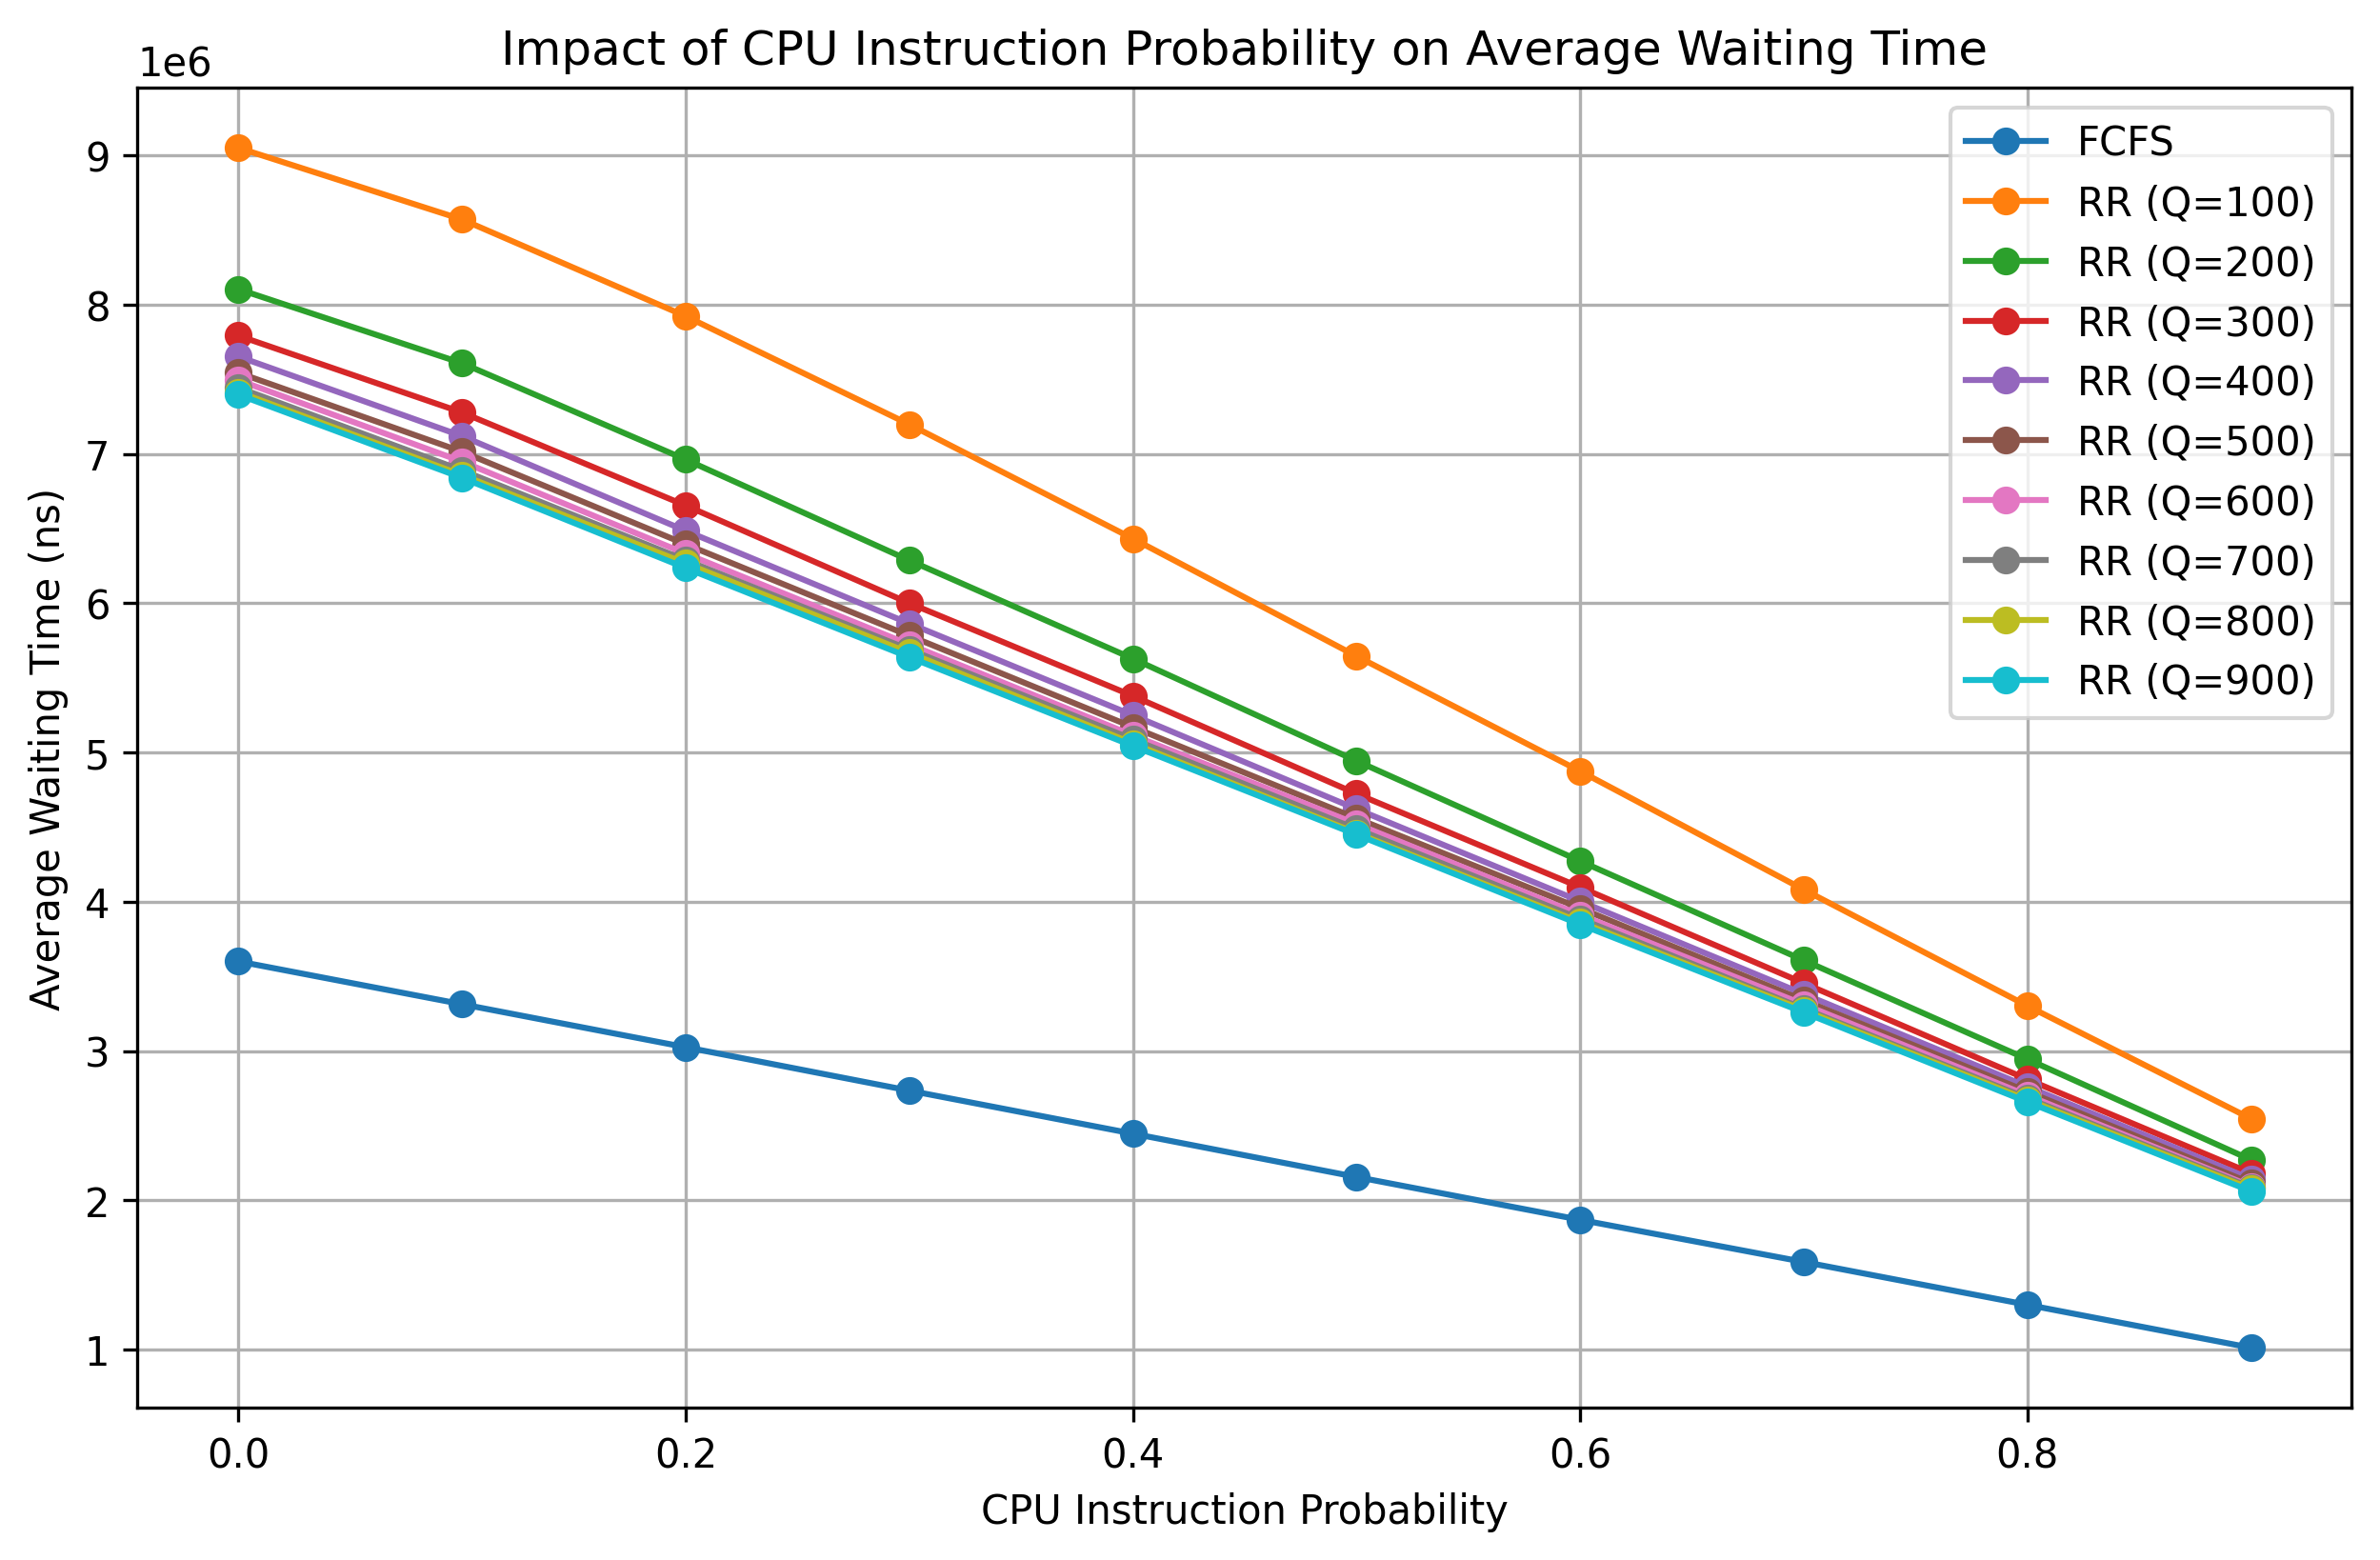 Impact of CPU Instruction Probability on Average Waiting Time
1e6
9
8
7
6
5
4
3
2
1
Average Waiting Time (ns)
FCFS
RR (Q=100)
RR (Q=200)
RR (Q=300)
RR (Q=400)
RR (Q=500)
RR (Q=600)
RR (Q=700)
RR (Q=800)
RR (Q=900)
0.0 0.2 0.4 0.6 0.8
CPU Instruction Probability